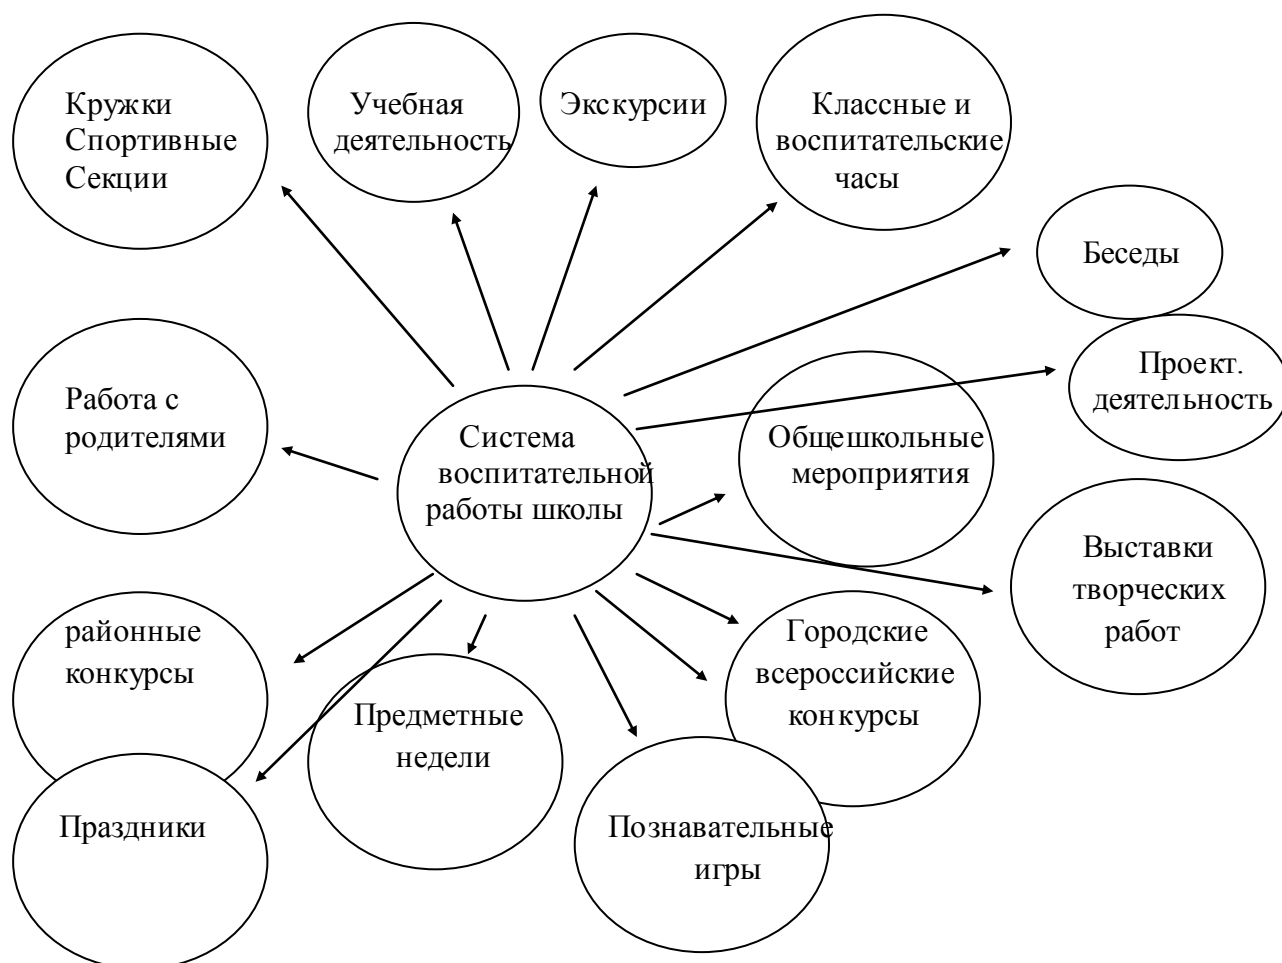 Кружки
Спортивные
Секции
Учебная
деятельность
Экскурсии
Классные и
воспитательские
часы
Беседы
Проект.
деятельность
Работа с
родителями
Система
воспитательной
работы школы
Общешкольные
мероприятия
Выставки
творческих
работ
районные
конкурсы
Предметные
недели
Городские
всероссийские
конкурсы
Праздники
Познавательные
игры